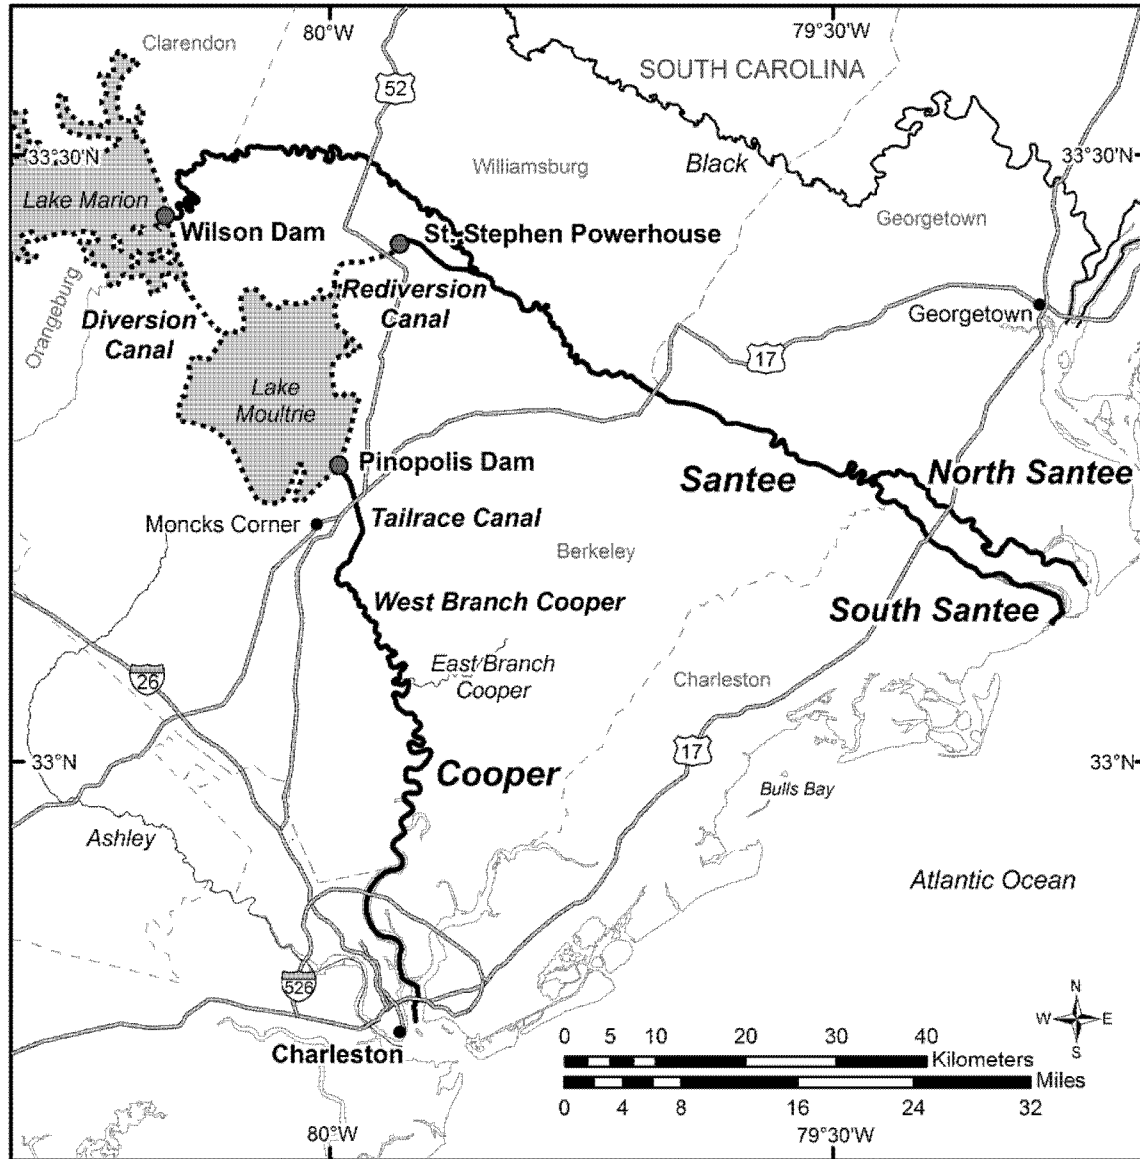 80°W
79°30'W
Clarendon
SOUTH CAROLINA
52
33°30'N
Williamsburg
Black
33°30'N
Lake Marion
Georgetown
Wilson Dam
St. Stephen Powerhouse
Orangeburg
Rediversion
Canal
Diversion
Canal
Georgetown
17
Lake
Moultrie
Pinopolis Dam
Santee
North Santee
Moncks Corner
Tailrace Canal
Berkeley
West Branch Cooper
South Santee
East Branch
Cooper
26
Charleston
33°N
17
33°N
Cooper
Bulls Bay
Ashley
Atlantic Ocean
526
N
W
E
S
Charleston
0 5 10 20 30 40
Kilometers
Miles
0 4 8 16 24 32
80°W
79°30'W